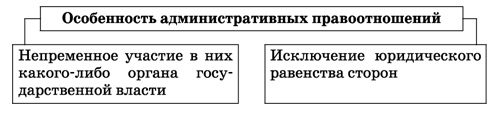 Особенность административных правоотношений
Непременное участие в них
какого-либо органа госу-
дарственной власти
Исключение юридического
равенства сторон